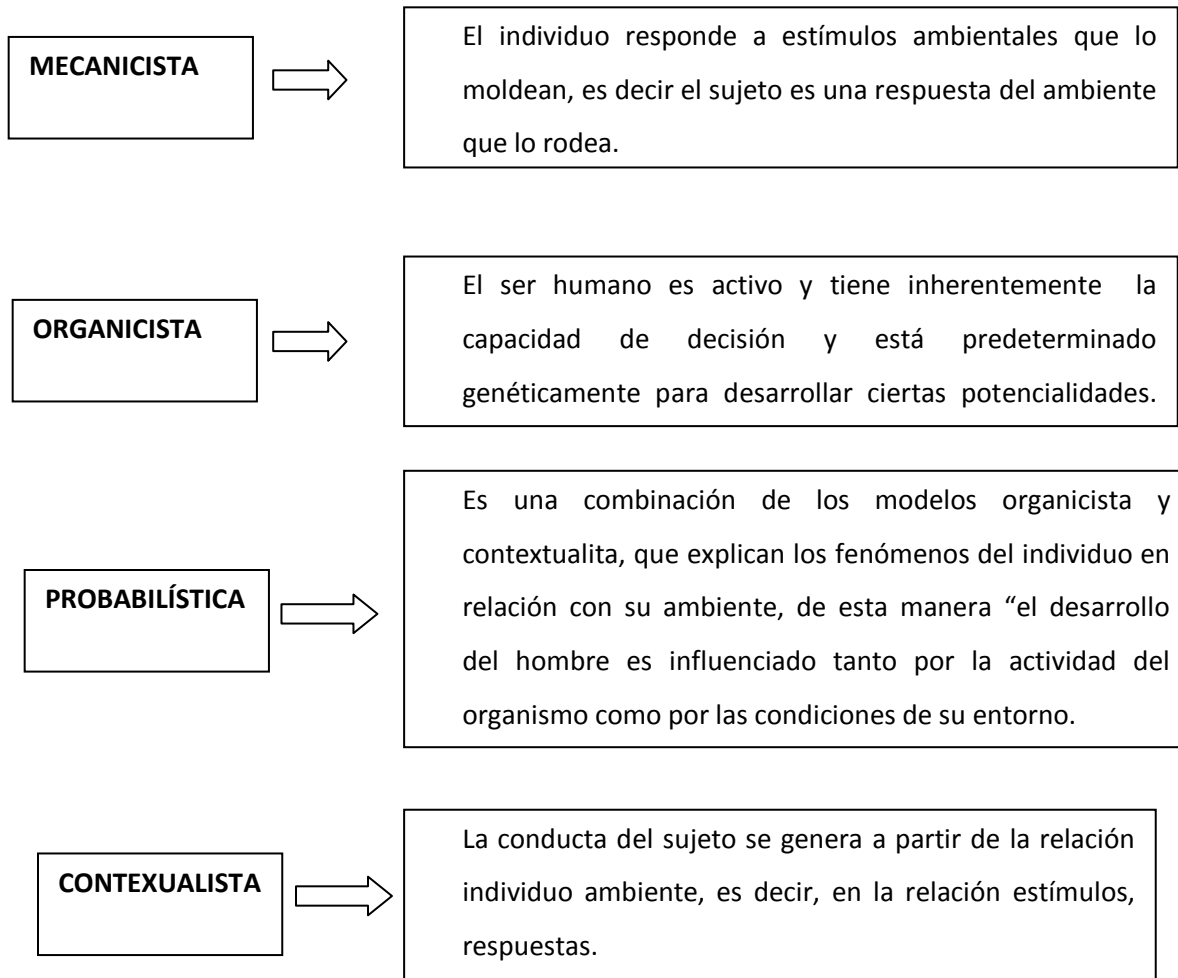 MECANICISTA
El individuo responde a estímulos ambientales que lo
moldean, es decir el sujeto es una respuesta del ambiente
que lo rodea.
ORGANICISTA
El ser humano es activo y tiene inherentemente la
capacidad de decisión y está predeterminado
genéticamente para desarrollar ciertas potencialidades.
PROBABILÍSTICA
Es una combinación de los modelos organicista y
contextualita, que explican los fenómenos del individuo en
relación con su ambiente, de esta manera “el desarrollo
del hombre es influenciado tanto por la actividad del
organismo como por las condiciones de su entorno.
CONTEXUALISTA
La conducta del sujeto se genera a partir de la relación
individuo ambiente, es decir, en la relación estímulos,
respuestas.